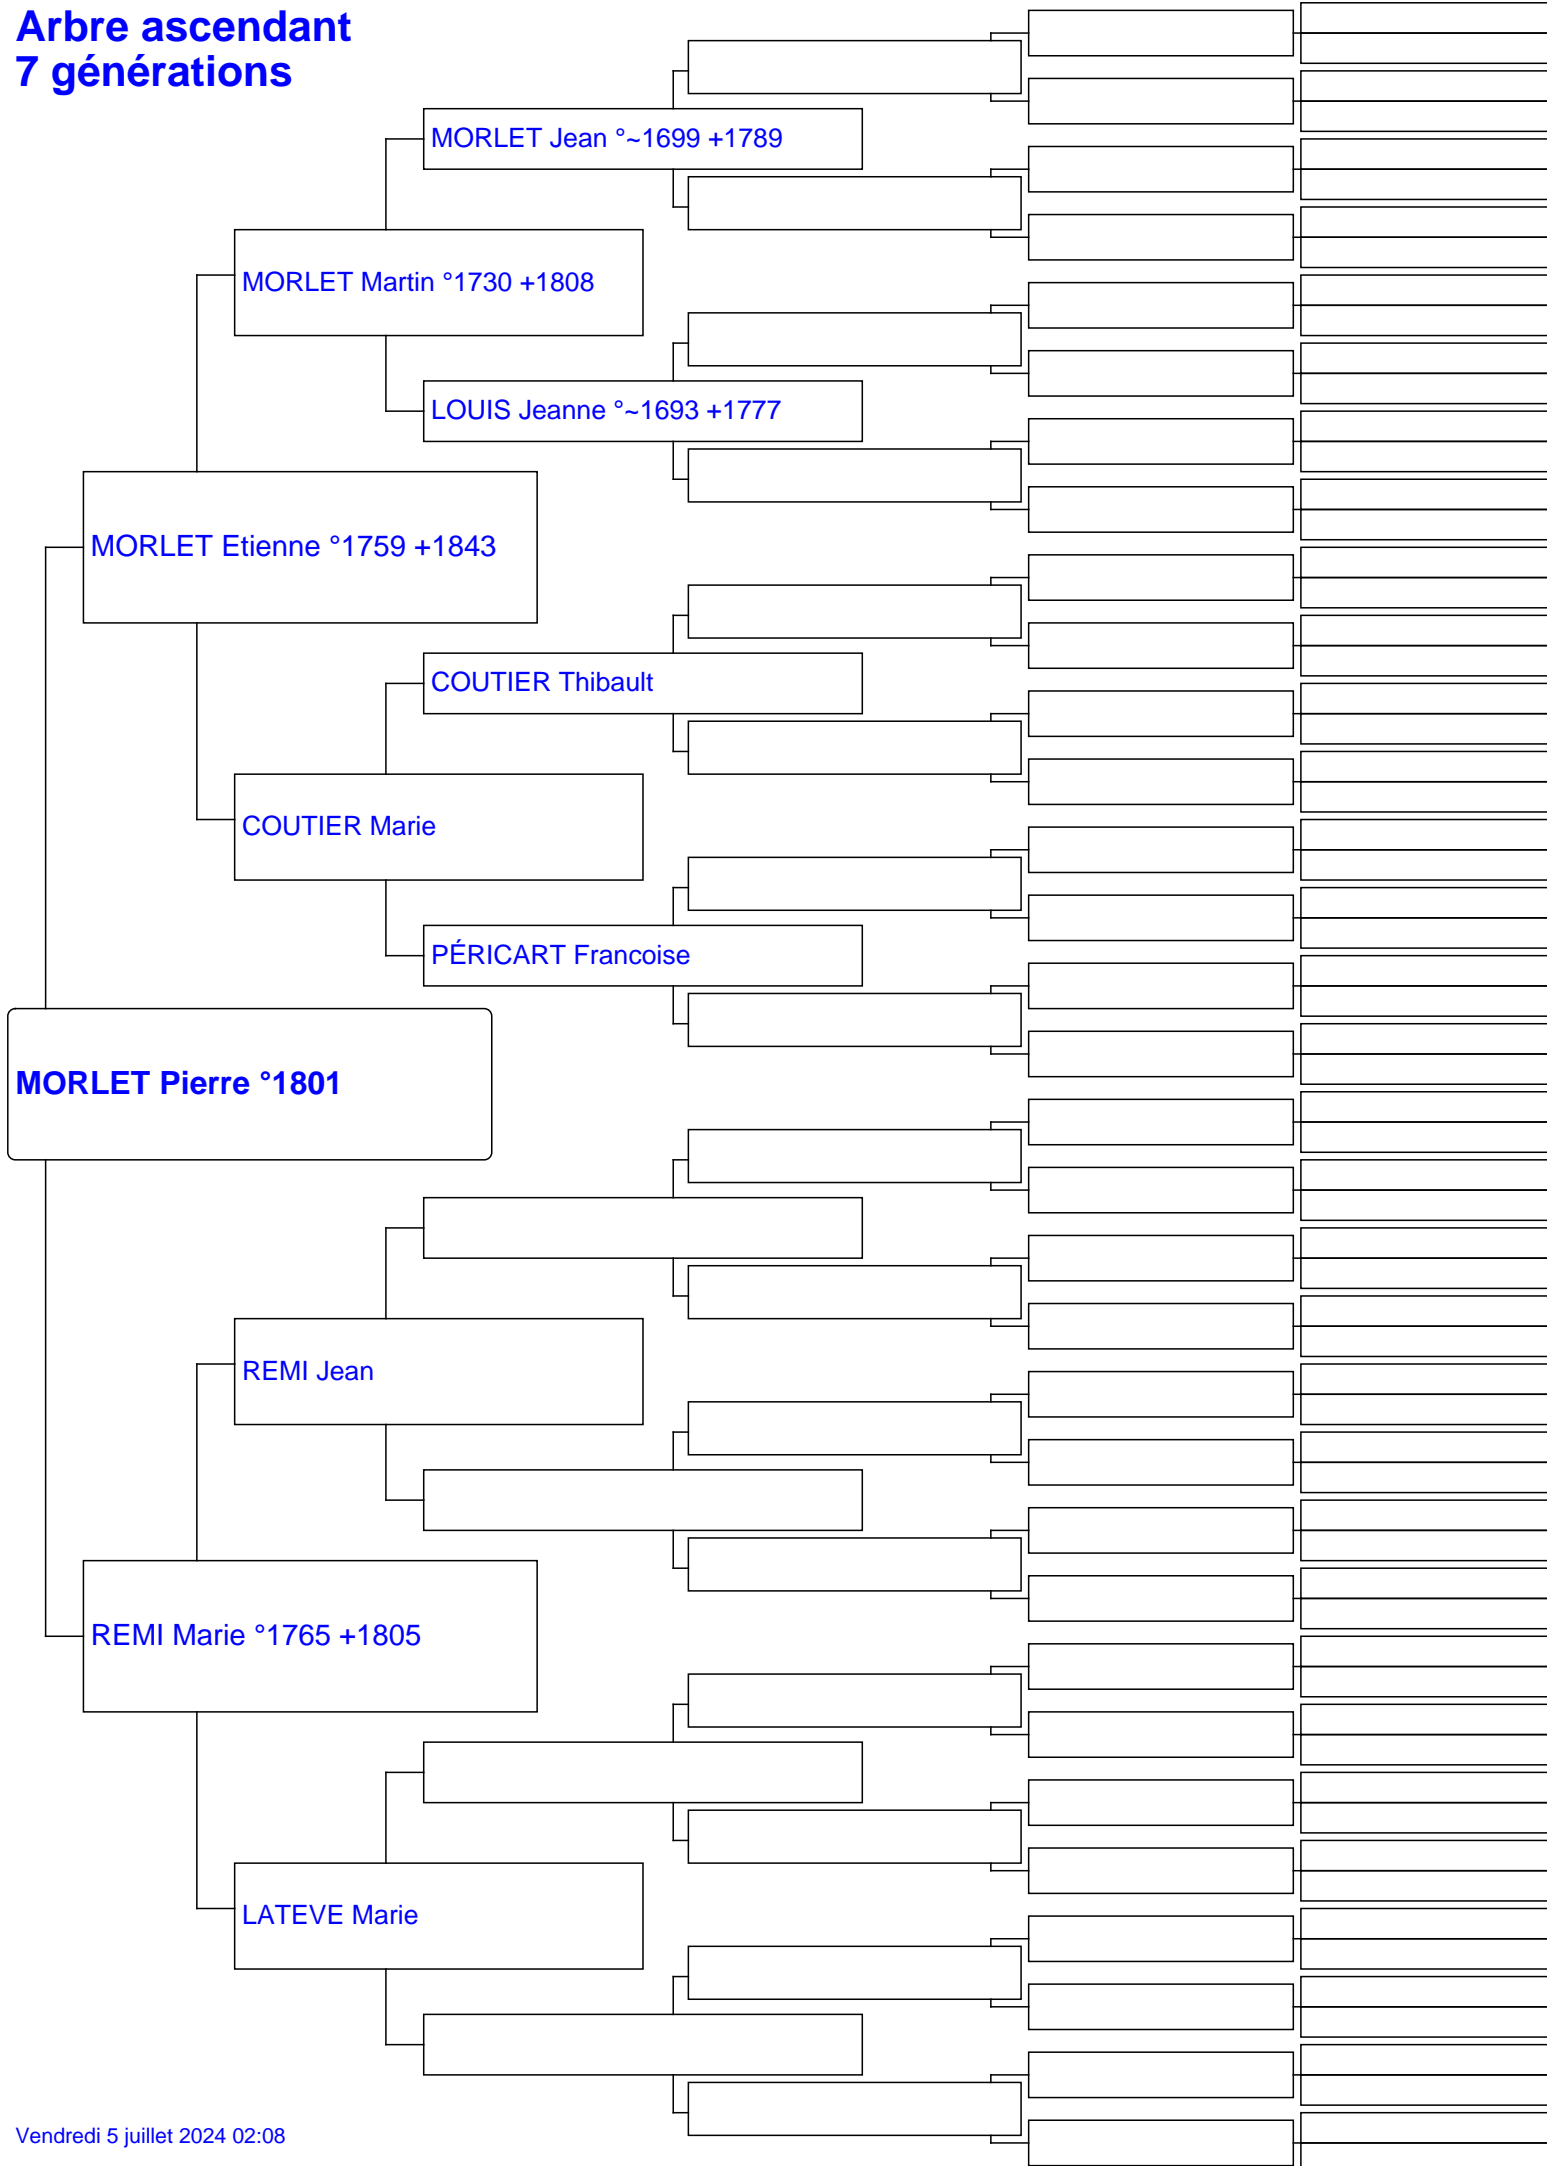 Arbre ascendant
7 générations
MORLET Jean °~1699 +1789
MORLET Martin °1730 +1808
LOUIS Jeanne °~1693 +1777
MORLET Etienne °1759 +1843
COUTIER Thibault
COUTIER Marie
PÉRICART Francoise
MORLET Pierre °1801
REMI Jean
REMI Marie °1765 +1805
LATEVE Marie
Vendredi 5 juillet 2024 02:08